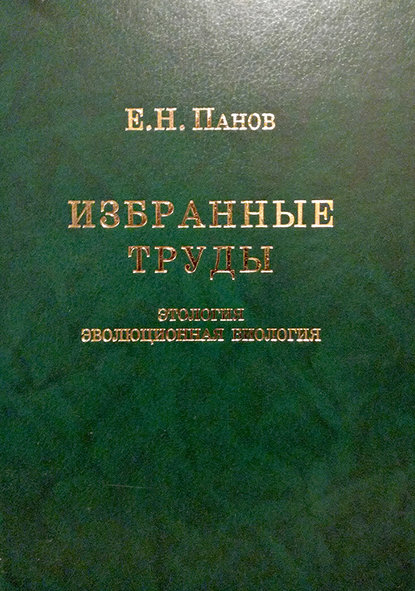 Е.Н. ПАНОВ
ИЗБРАННЫЕ
ТРУДЫ
ЭТОЛОГИЯ
ЭВОЛЮЦИОННАЯ БИОЛОГИЯ